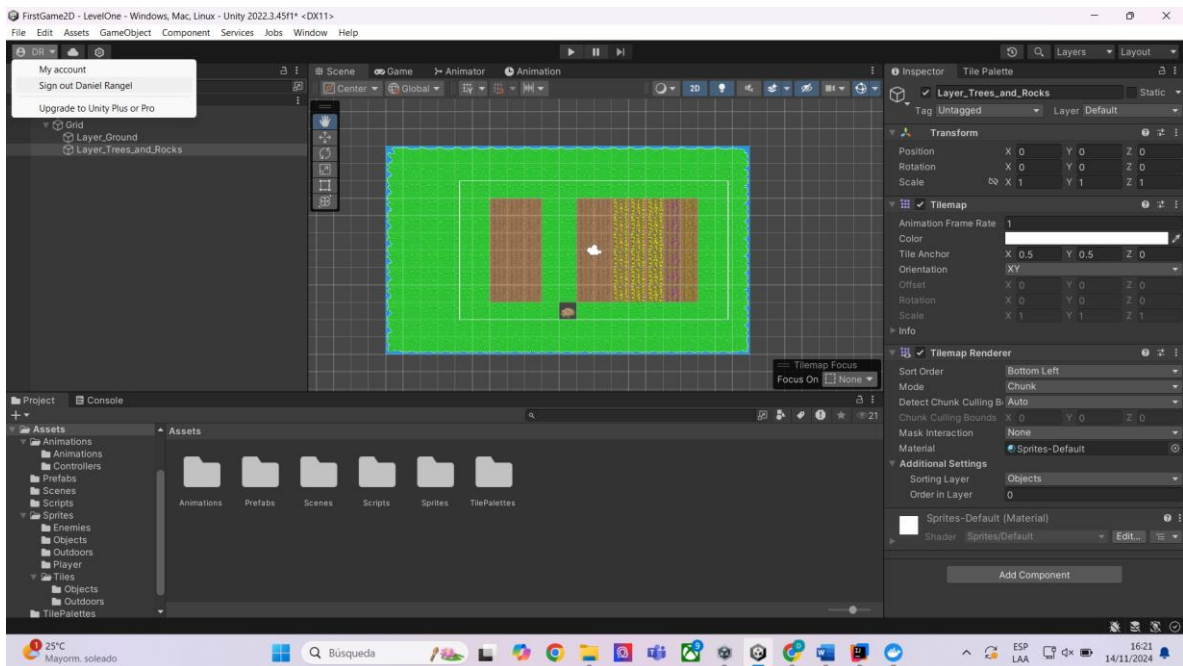 FirstGame2D - LevelOne - Windows, Mac, Linux - Unity 2022.3.45f1* <DX11>
File Edit Assets GameObject Component Services Jobs Window Help
DR
Layers Layout
My account
Sign out Daniel Rangel
Upgrade to Unity Plus or Pro
Grid
Layer_Ground
Layer_Trees_and_Rocks
Scene Game Animator Animation
Center Global 2D
Tilemap Focus
Focus On None
Inspector Tile Palette
Layer_Trees_and_Rocks Static
Tag Untagged Layer Default
Transform
Position X 0 Y 0 Z 0
Rotation X 0 Y 0 Z 0
Scale X 1 Y 1 Z 1
Tilemap
Animation Frame Rate 1
Color
Tile Anchor X 0.5 Y 0.5 Z 0
Orientation XY
Offset X 0 Y 0 Z 0
Rotation X 0 Y 0 Z 0
Scale X 1 Y 1 Z 1
Info
Tilemap Renderer
Sort Order Bottom Left
Mode Chunk
Detect Chunk Culling B Auto
Chunk Culling Bounds X 0 Y 0 Z 0
Mask Interaction None
Material Sprites-Default
Additional Settings
Sorting Layer Objects
Order in Layer 0
Sprites-Default (Material)
Shader Sprites/Default Edit...
Add Component
Project Console
21
Assets
Animations
Animations
Controllers
Prefabs
Scenes
Scripts
Sprites
Enemies
Objects
Outdoors
Player
Tiles
Objects
Outdoors
TilePalettes
Assets
Animations Prefabs Scenes Scripts Sprites TilePalettes
1
25°C
Mayorm. soleado
Búsqueda
ESP
LAA
16:21
14/11/2024